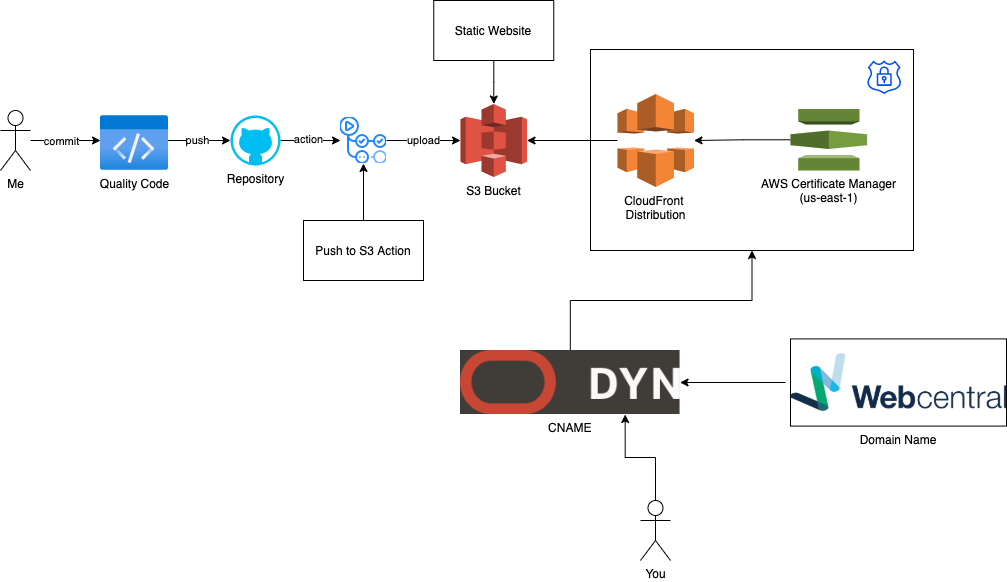 Static Website
commit
push
action
upload
Me
Quality Code
Repository
S3 Bucket
CloudFront
Distribution
AWS Certificate Manager
(us-east-1)
Push to S3 Action
DYN
CNAME
Webcentral
Domain Name
You